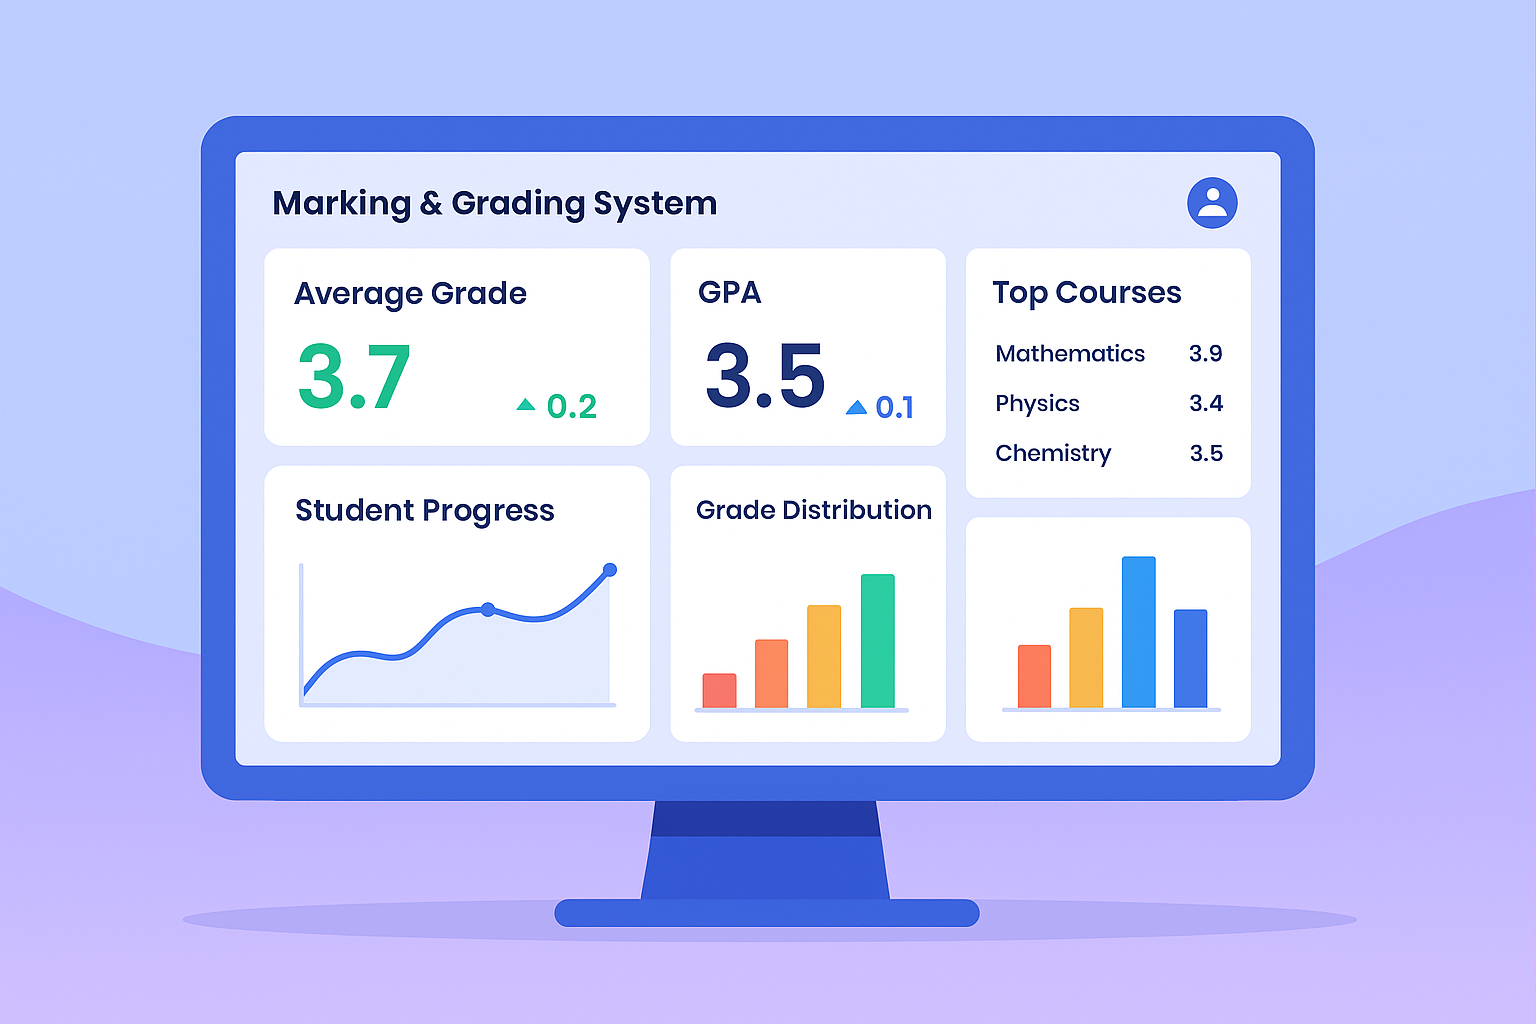 Marking & Grading System
Average Grade
3.7
0.2
GPA
3.5
0.1
Top Courses
Mathematics 3.9
Physics 3.4
Chemistry 3.5
Student Progress
Grade Distribution